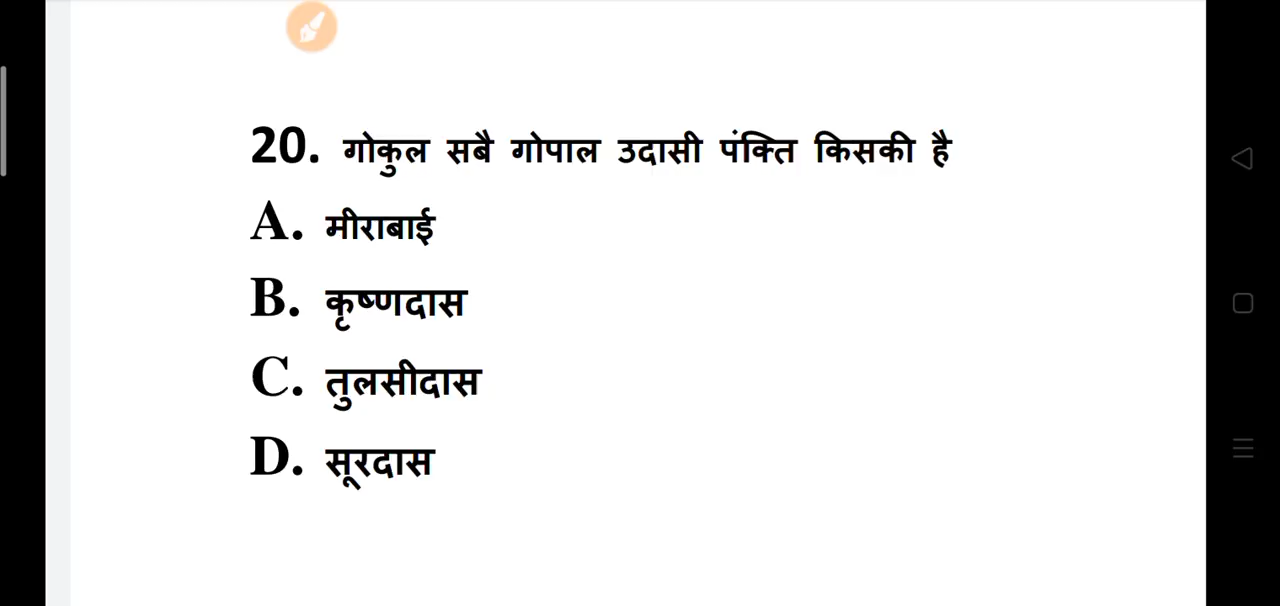 20. गोकुल सबै गोपाल उदासी पंक्ति किसकी है
A. मीराबाई
B. कृष्णदास
C. तुलसीदास
D. सूरदास